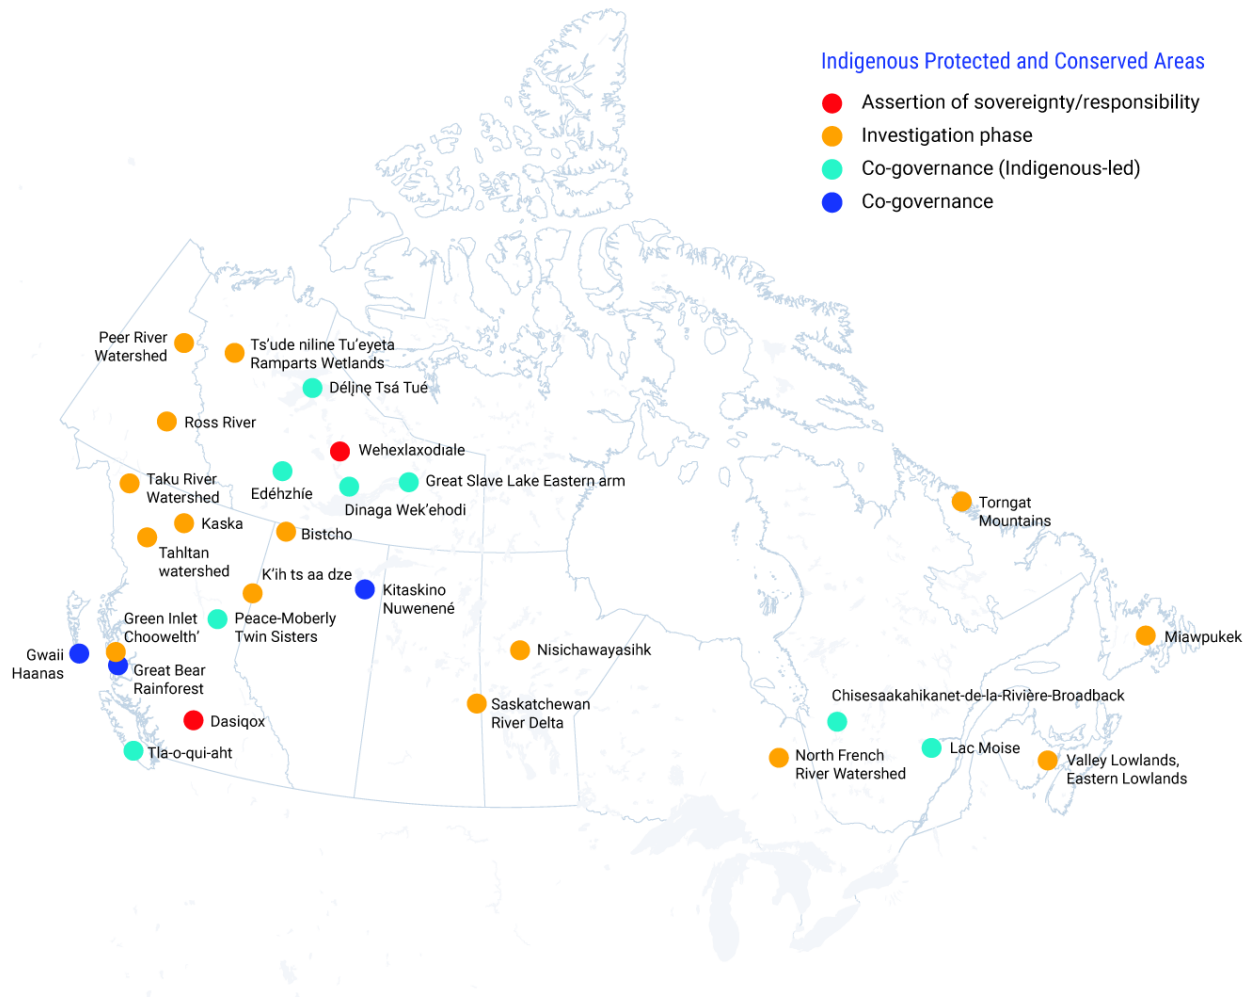 Indigenous Protected and Conserved Areas
Assertion of sovereignty/responsibility
Investigation phase
Co-governance (Indigenous-led)
Co-governance
Peer River
Watershed
Ts’ude niline Tu’eyeta
Ramparts Wetlands
Délįnę Tsá Tué
Ross River
Wehexlaxodıale
Edéhzhíe
Great Slave Lake Eastern arm
Dinaga Wek’ehodi
Taku River
Watershed
Kaska
Tahltan
watershed
Bistcho
K’ih ts aa dze
Kitaskino
Nuwenené
Green Inlet
Choowelth’
Peace-Moberly
Twin Sisters
Gwaii
Haanas
Great Bear
Rainforest
Dasiqox
Tla-o-qui-aht
Nisichawayasihk
Saskatchewan
River Delta
Torngat
Mountains
Miawpukek
Chisesaakahikanet-de-la-Rivière-Broadback
North French
River Watershed
Lac Moise
Valley Lowlands,
Eastern Lowlands